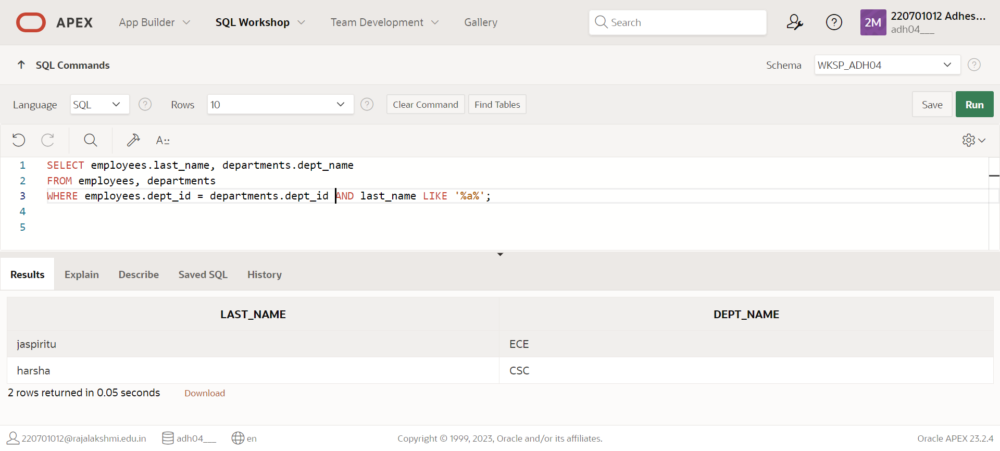 APEX App Builder SQL Workshop Team Development Gallery Search ? 2M 220701012 Adhes...
adh04___
SQL Commands Schema WKSP_ADH04 ?
Language SQL ? Rows 10 ? Clear Command Find Tables Save Run
A::
1 SELECT employees.last_name, departments.dept_name
2 FROM employees, departments
3 WHERE employees.dept_id = departments.dept_id AND last_name LIKE '%a%';
4
5
Results Explain Describe Saved SQL History
LAST_NAME DEPT_NAME
jaspiritu ECE
harsha CSC
2 rows returned in 0.05 seconds Download
220701012@rajalakshmi.edu.in adh04___ en Copyright © 1999, 2023, Oracle and/or its affiliates. Oracle APEX 23.2.4